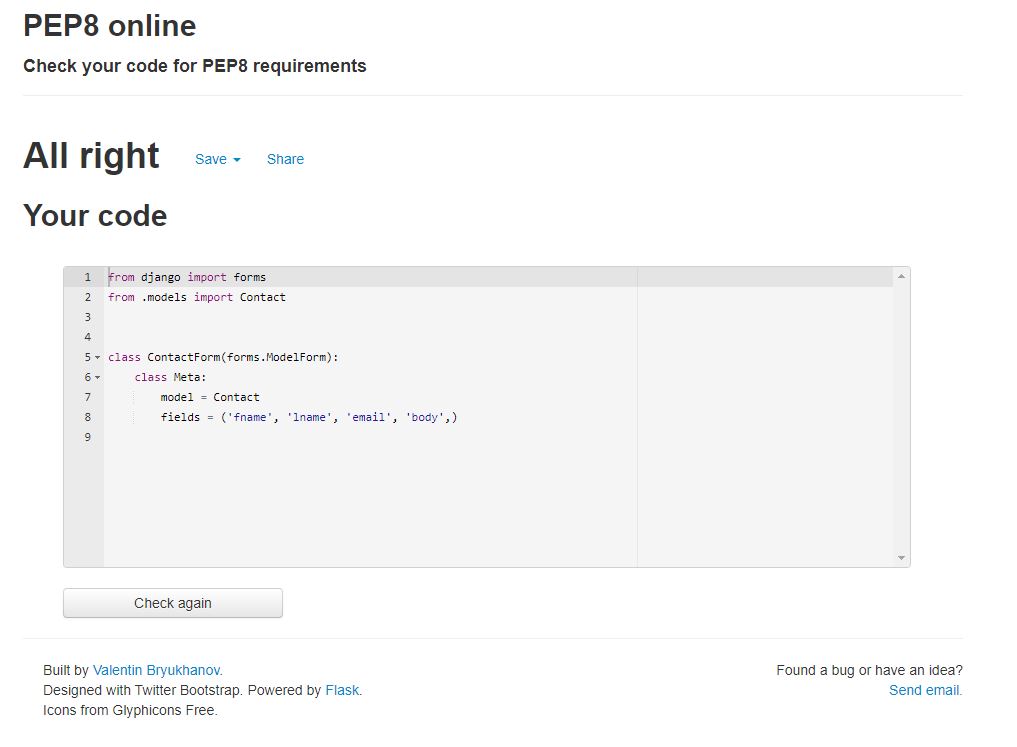 PEP8 online
Check your code for PEP8 requirements
All right Save Share
Your code
1 from django import forms
2 from .models import Contact
3
4
5 class ContactForm(forms.ModelForm):
6     class Meta:
7         model = Contact
8         fields = ('fname', 'lname', 'email', 'body',)
9
Check again
Built by Valentin Bryukhanov. Found a bug or have an idea?
Designed with Twitter Bootstrap. Powered by Flask. Send email.
Icons from Glyphicons Free.